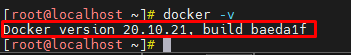 [root@localhost ~]# docker -v
Docker version 20.10.21, build baeda1f
[root@localhost ~]#